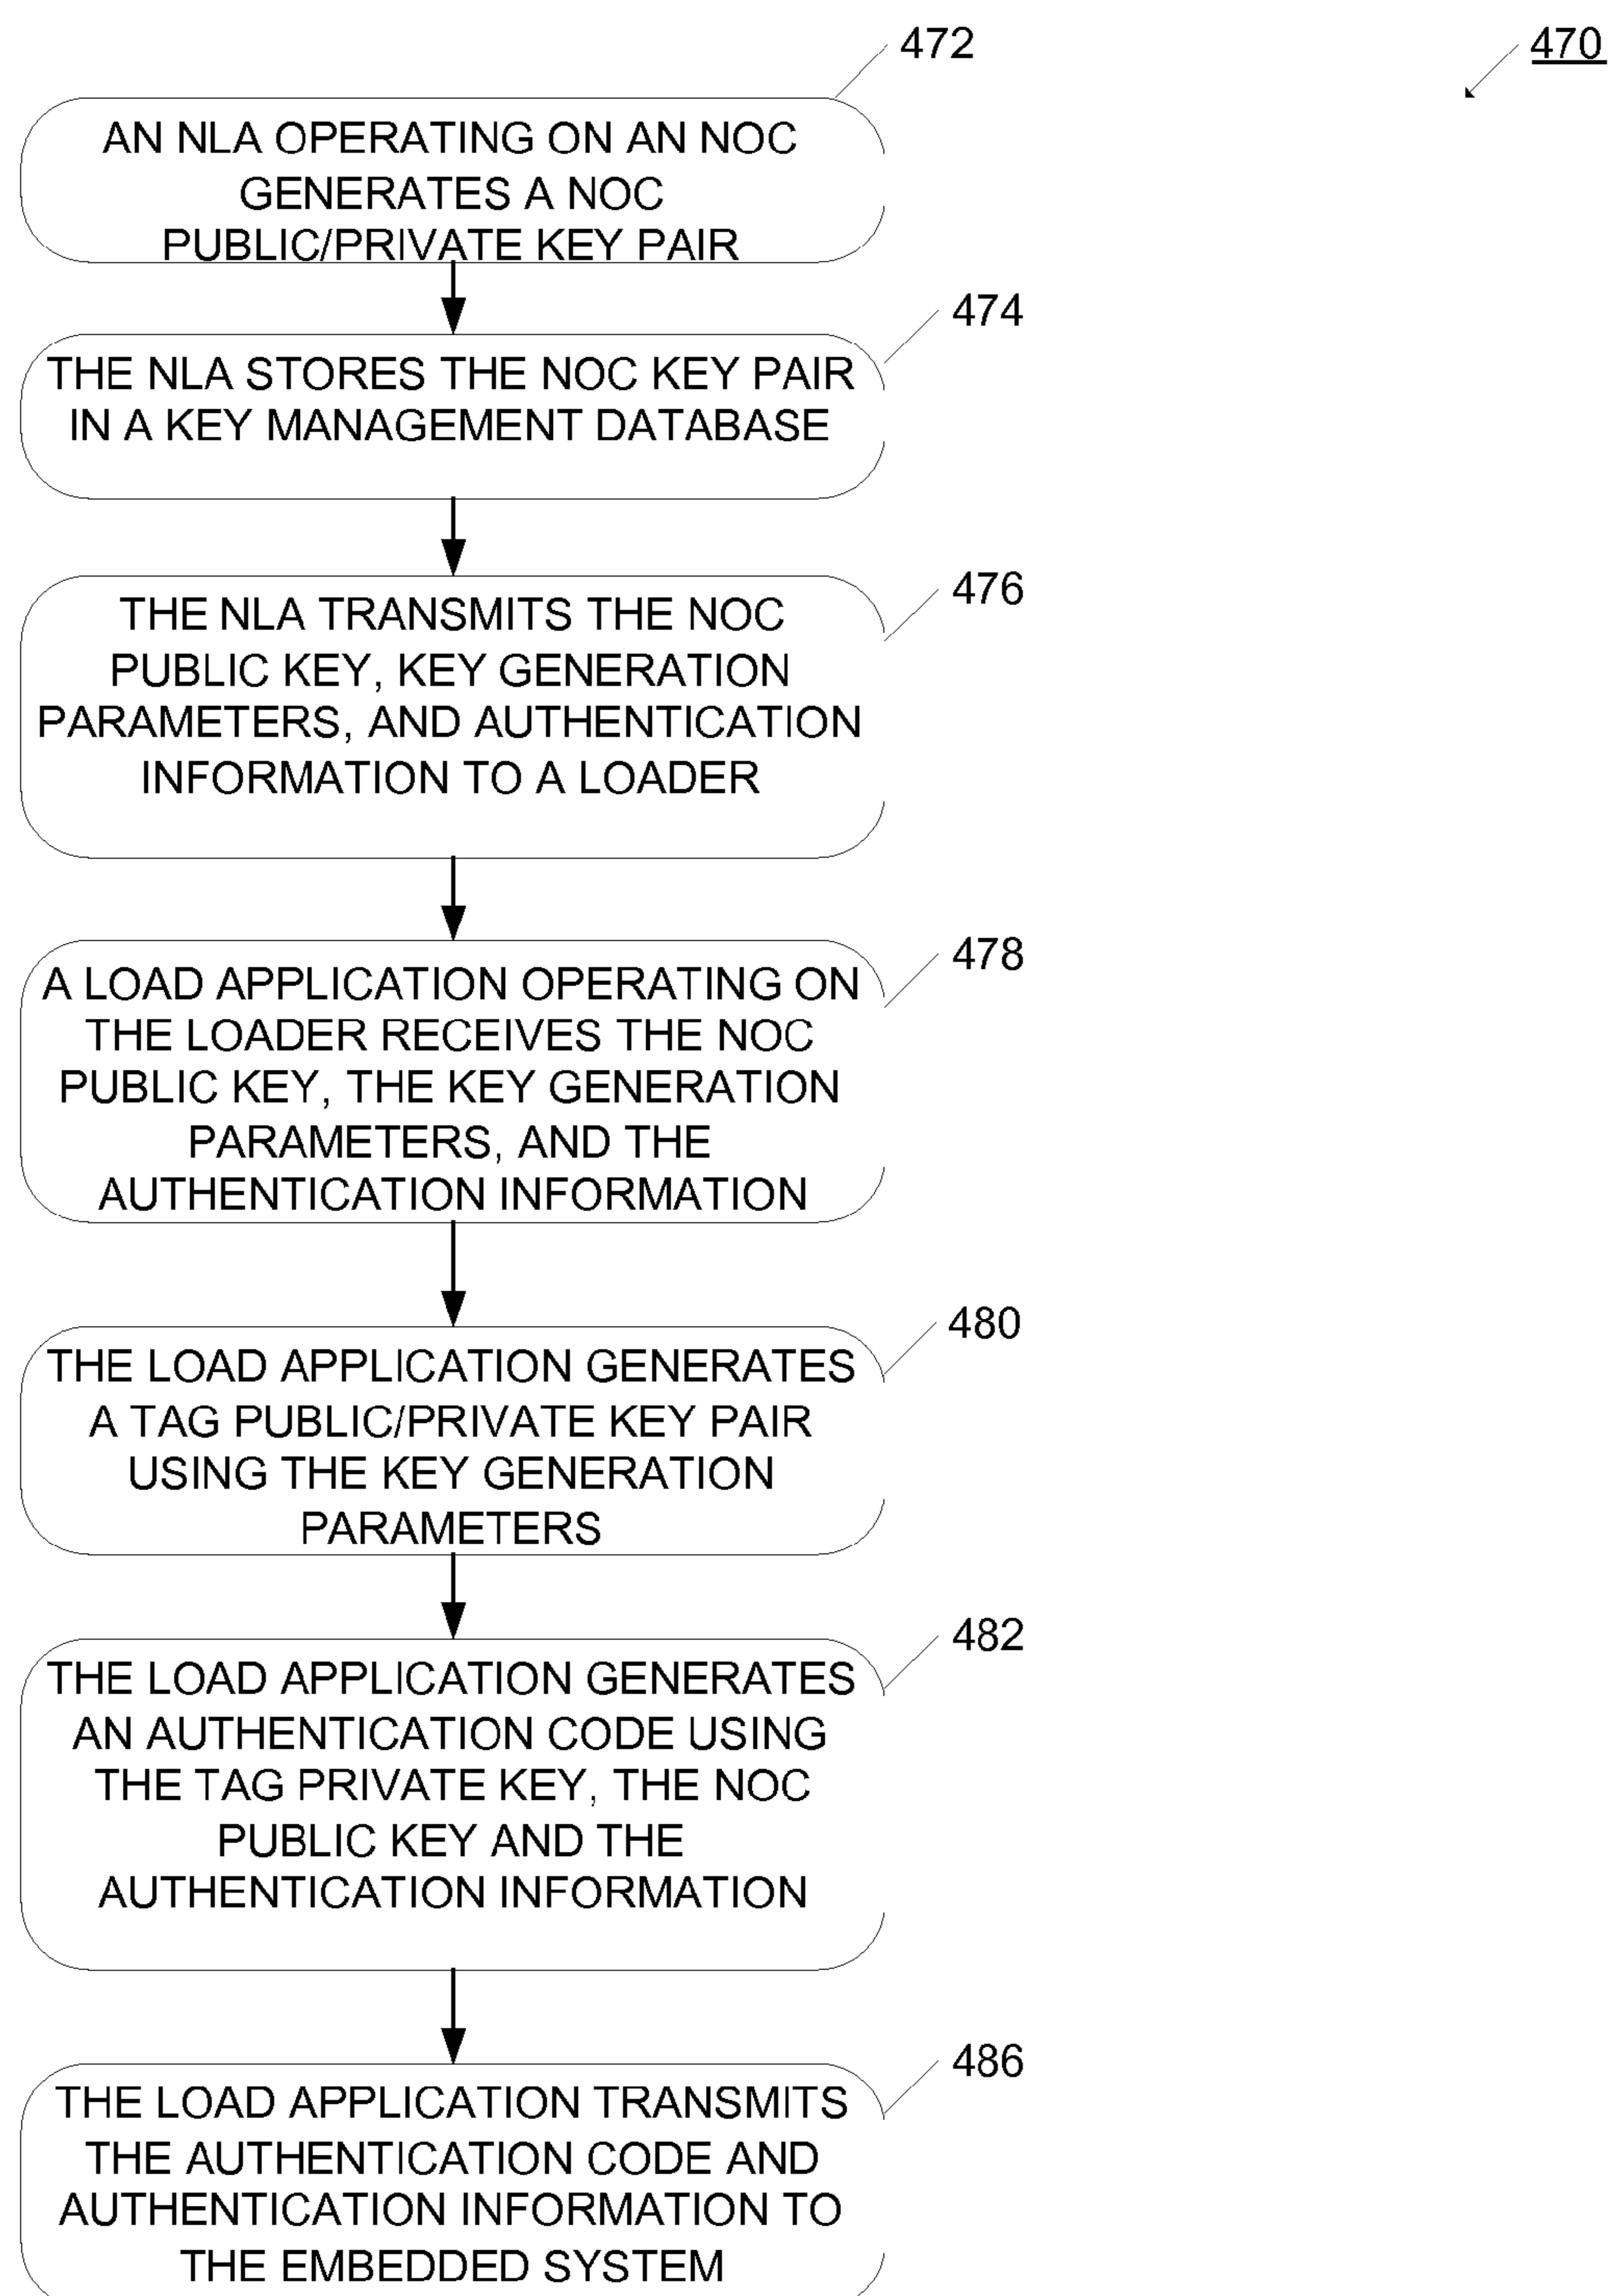 472
470
AN NLA OPERATING ON AN NOC
GENERATES A NOC
PUBLIC/PRIVATE KEY PAIR
474
THE NLA STORES THE NOC KEY PAIR
IN A KEY MANAGEMENT DATABASE
476
THE NLA TRANSMITS THE NOC
PUBLIC KEY, KEY GENERATION
PARAMETERS, AND AUTHENTICATION
INFORMATION TO A LOADER
478
A LOAD APPLICATION OPERATING ON
THE LOADER RECEIVES THE NOC
PUBLIC KEY, THE KEY GENERATION
PARAMETERS, AND THE
AUTHENTICATION INFORMATION
480
THE LOAD APPLICATION GENERATES
A TAG PUBLIC/PRIVATE KEY PAIR
USING THE KEY GENERATION
PARAMETERS
482
THE LOAD APPLICATION GENERATES
AN AUTHENTICATION CODE USING
THE TAG PRIVATE KEY, THE NOC
PUBLIC KEY AND THE
AUTHENTICATION INFORMATION
486
THE LOAD APPLICATION TRANSMITS
THE AUTHENTICATION CODE AND
AUTHENTICATION INFORMATION TO
THE EMBEDDED SYSTEM